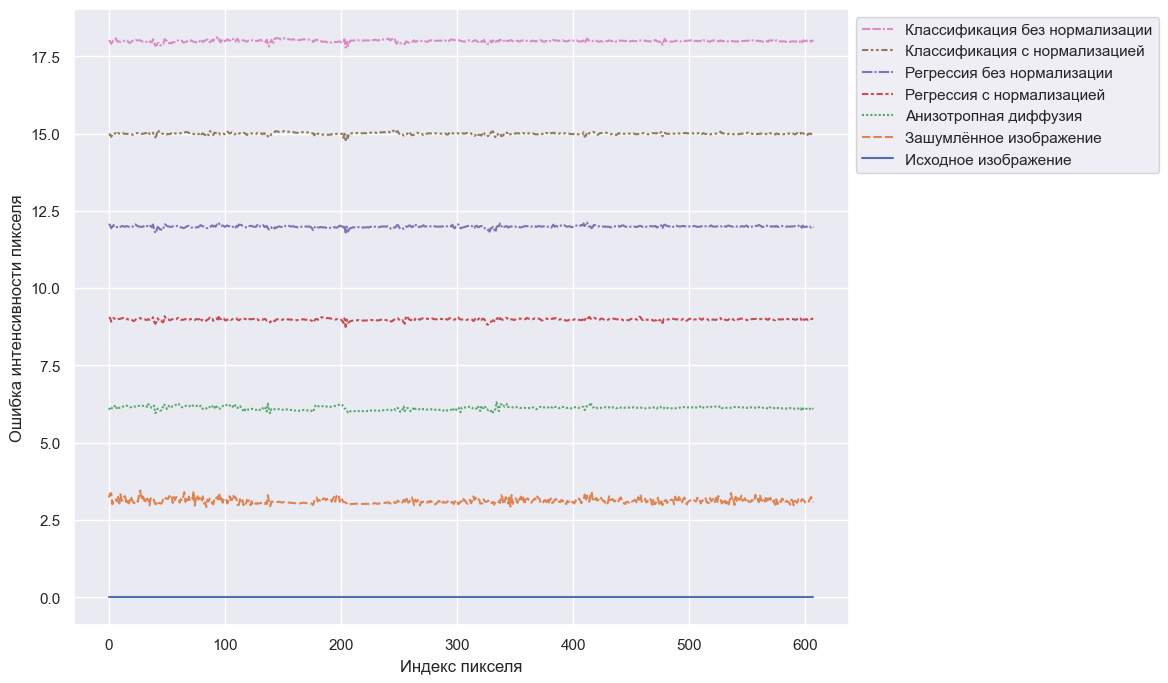 Ошибка интенсивности пикселя
17.5
15.0
12.5
10.0
7.5
5.0
2.5
0.0
0
100
200
300
400
500
600
Индекс пикселя
Классификация без нормализации
Классификация с нормализацией
Регрессия без нормализации
Регрессия с нормализацией
Анизотропная диффузия
Зашумлённое изображение
Исходное изображение